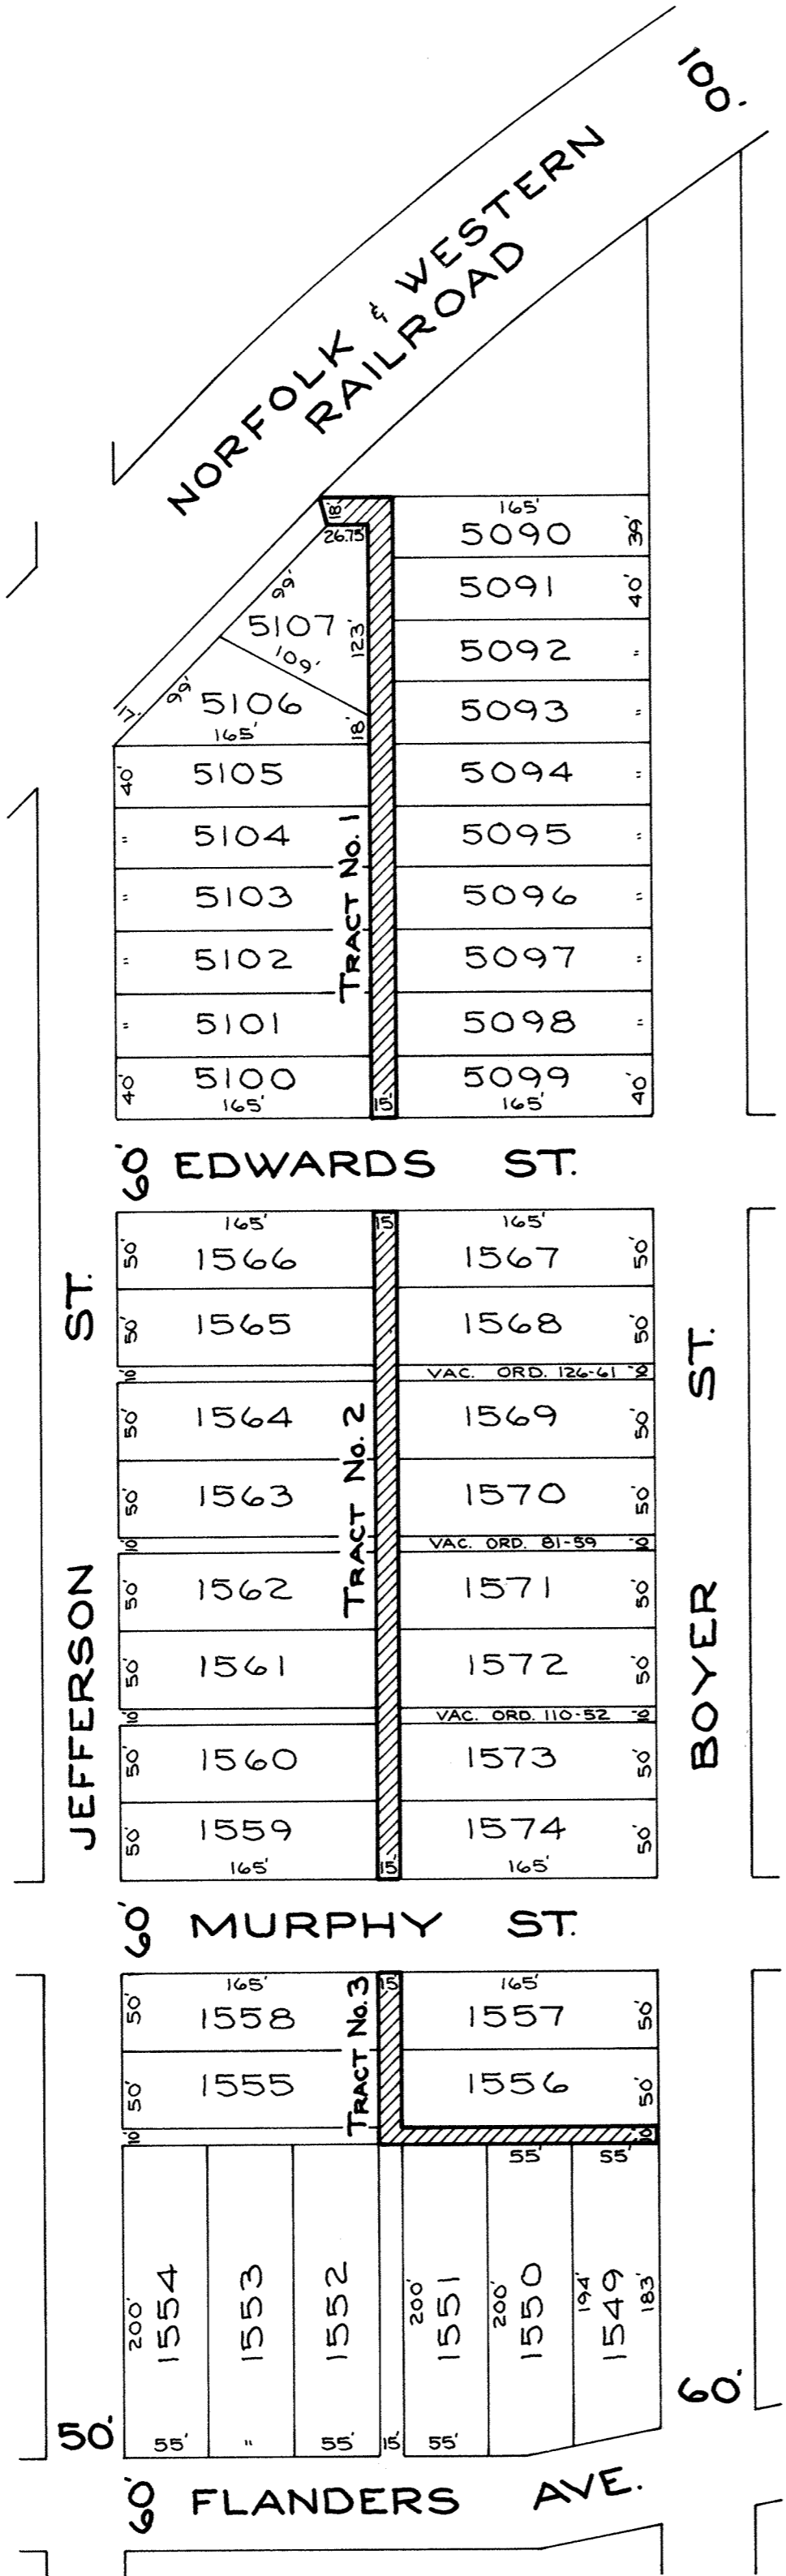 100'
NORFOLK & WESTERN
RAILROAD
18'
26.75'
165'
5090 39'
99'
5091 40'
5107 123'
109'
5092 "
17'
99'
5106
165'
18'
5093 "
40' 5105
5094 "
" 5104
5095 "
" 5103
5096 "
" 5102
5097 "
" 5101
5098 "
40' 5100
165'
15'
5099 40'
165'
TRACT No. 1
60' EDWARDS ST.
165' 15' 165'
50' 1566 1567 50'
50' 1565 1568 50'
10' VAC. ORD. 126-61 10'
50' 1564 1569 50'
50' 1563 1570 50'
10' VAC. ORD. 81-59 10'
50' 1562 1571 50'
50' 1561 1572 50'
10' VAC. ORD. 110-52 10'
50' 1560 1573 50'
50' 1559 1574 50'
165' 15' 165'
TRACT No. 2
JEFFERSON ST.
BOYER ST.
60' MURPHY ST.
165' 15' 165'
50' 1558 1557 50'
50' 1555 1556 50'
TRACT No. 3
10' 10'
55' 55'
200' 1554 1553 1552 200' 1551 200' 1550 194' 1549 183'
50' 60'
55' " 55' 15' 55'
60' FLANDERS AVE.